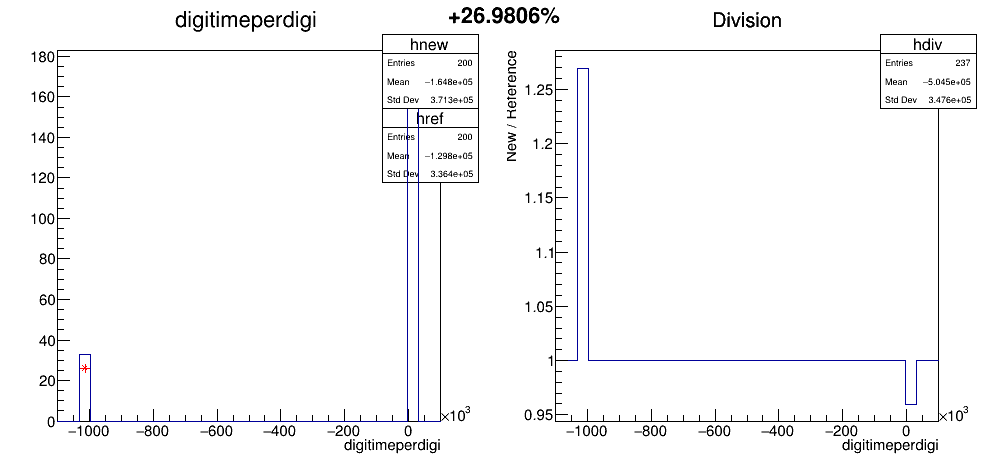 digitimeperdigi
+26.9806%
Division
hnew
Entries 200
Mean −1.648e+05
Std Dev 3.713e+05
href
Entries 200
Mean −1.298e+05
Std Dev 3.364e+05
180
160
140
120
100
80
60
40
20
0
−1000 −800 −600 −400 −200 0
×10³
digitimeperdigi
hdiv
Entries 237
Mean −5.045e+05
Std Dev 3.476e+05
New / Reference
1.25
1.2
1.15
1.1
1.05
1
0.95
−1000 −800 −600 −400 −200 0
×10³
digitimeperdigi